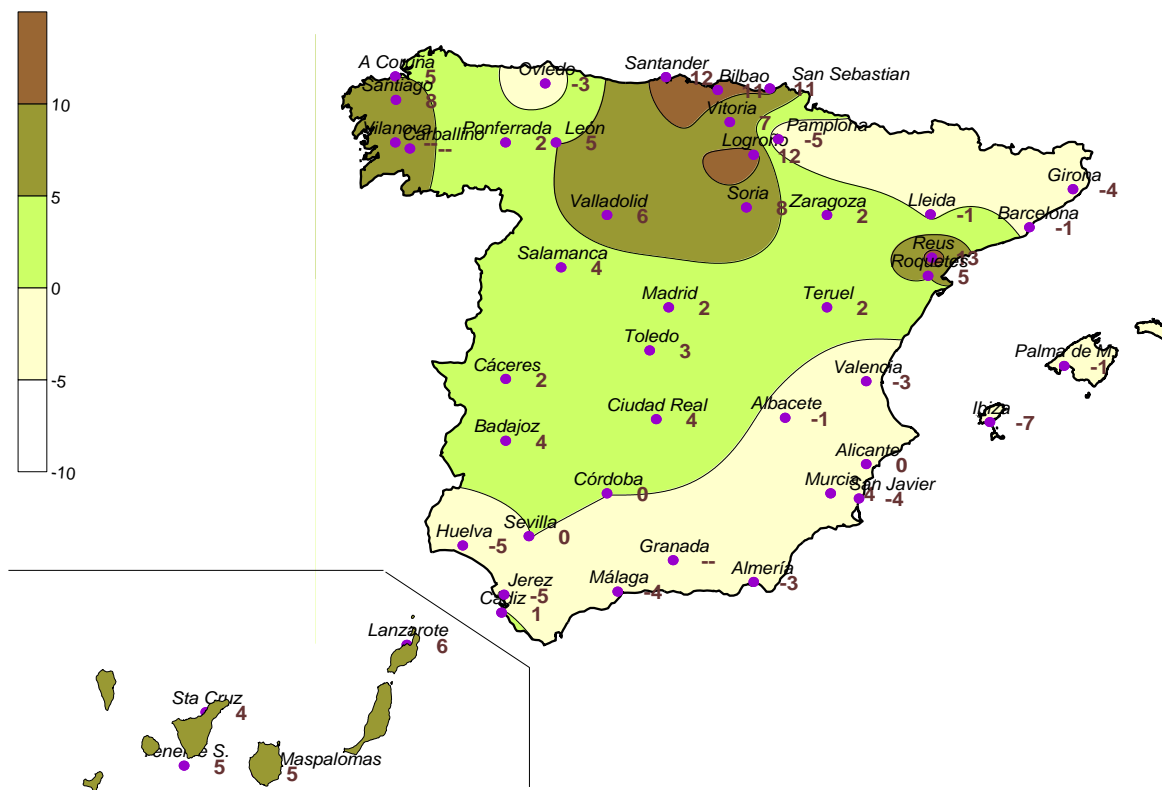 10
5
0
-5
-10
A Coruña 5
Oviedo -3
Santander 12
Bilbao 11
San Sebastian 11
Santiago 8
Vitoria 7
Vilanova --
Carballino --
Ponferrada 2
León 5
Pamplona -5
Logroño 12
Girona -4
Valladolid 6
Soria 8
Zaragoza 2
Lleida -1
Barcelona -1
Reus 13
Salamanca 4
Roquetes 5
Madrid 2
Teruel 2
Toledo 3
Palma de M. -1
Cáceres 2
Valencia -3
Ciudad Real 4
Albacete -1
Ibiza -7
Badajoz 4
Alicante 0
Córdoba 0
Murcia 4
San Javier -4
Sevilla 0
Huelva -5
Granada --
Almería -3
Jerez -5
Málaga -4
Cádiz 1
Lanzarote 6
Sta Cruz 4
Tenerife S. 5
Maspalomas 5